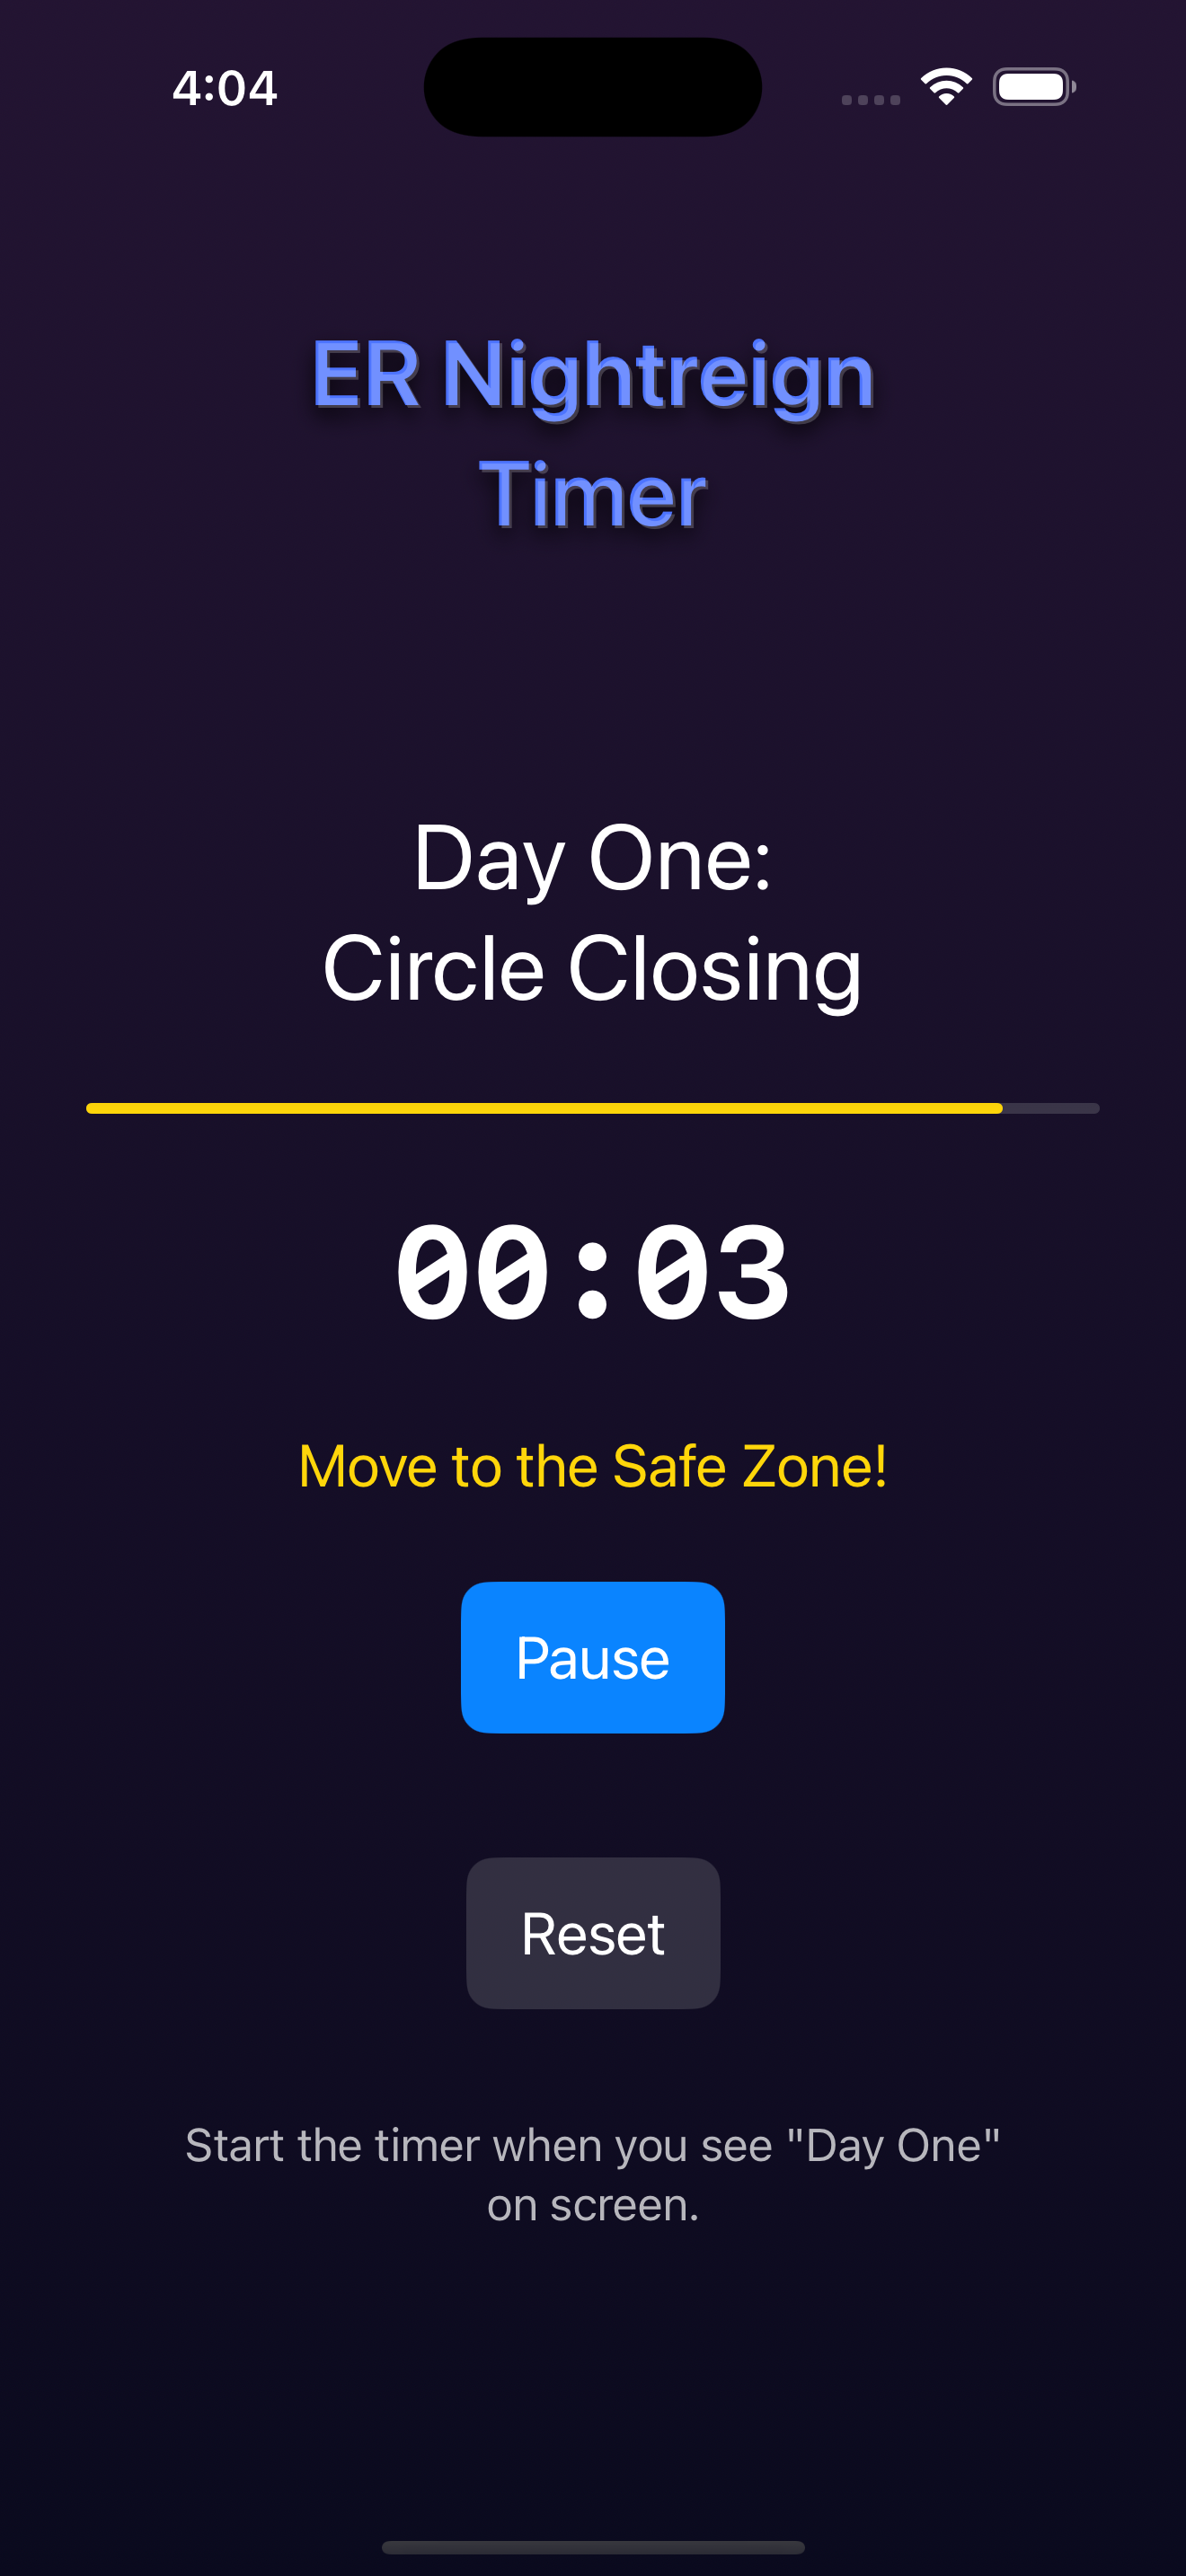 4:04
ER Nightreign
Timer
Day One:
Circle Closing
00:03
Move to the Safe Zone!
Pause
Reset
Start the timer when you see "Day One"
on screen.